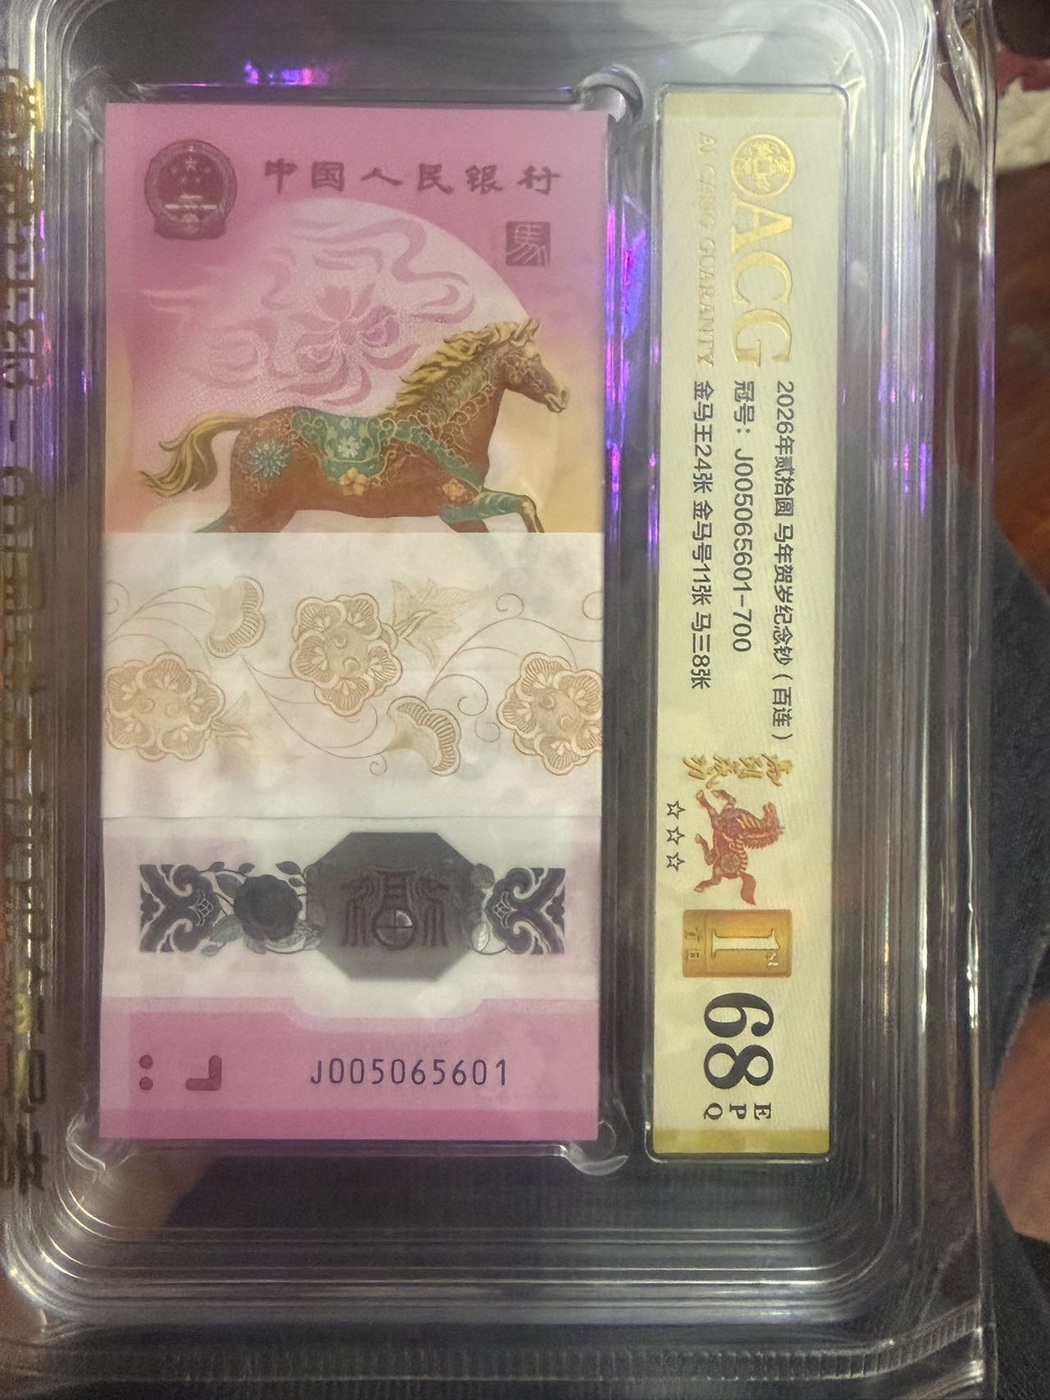 中国人民银行
馬
J005065601
ACG
AI CANG GUARANTY
2026年贰拾圆 马年贺岁纪念钞（百连）
冠号：J005065601-700
金马王24张 金马号11张 马三8张
☆☆☆
1
68
E
P
Q